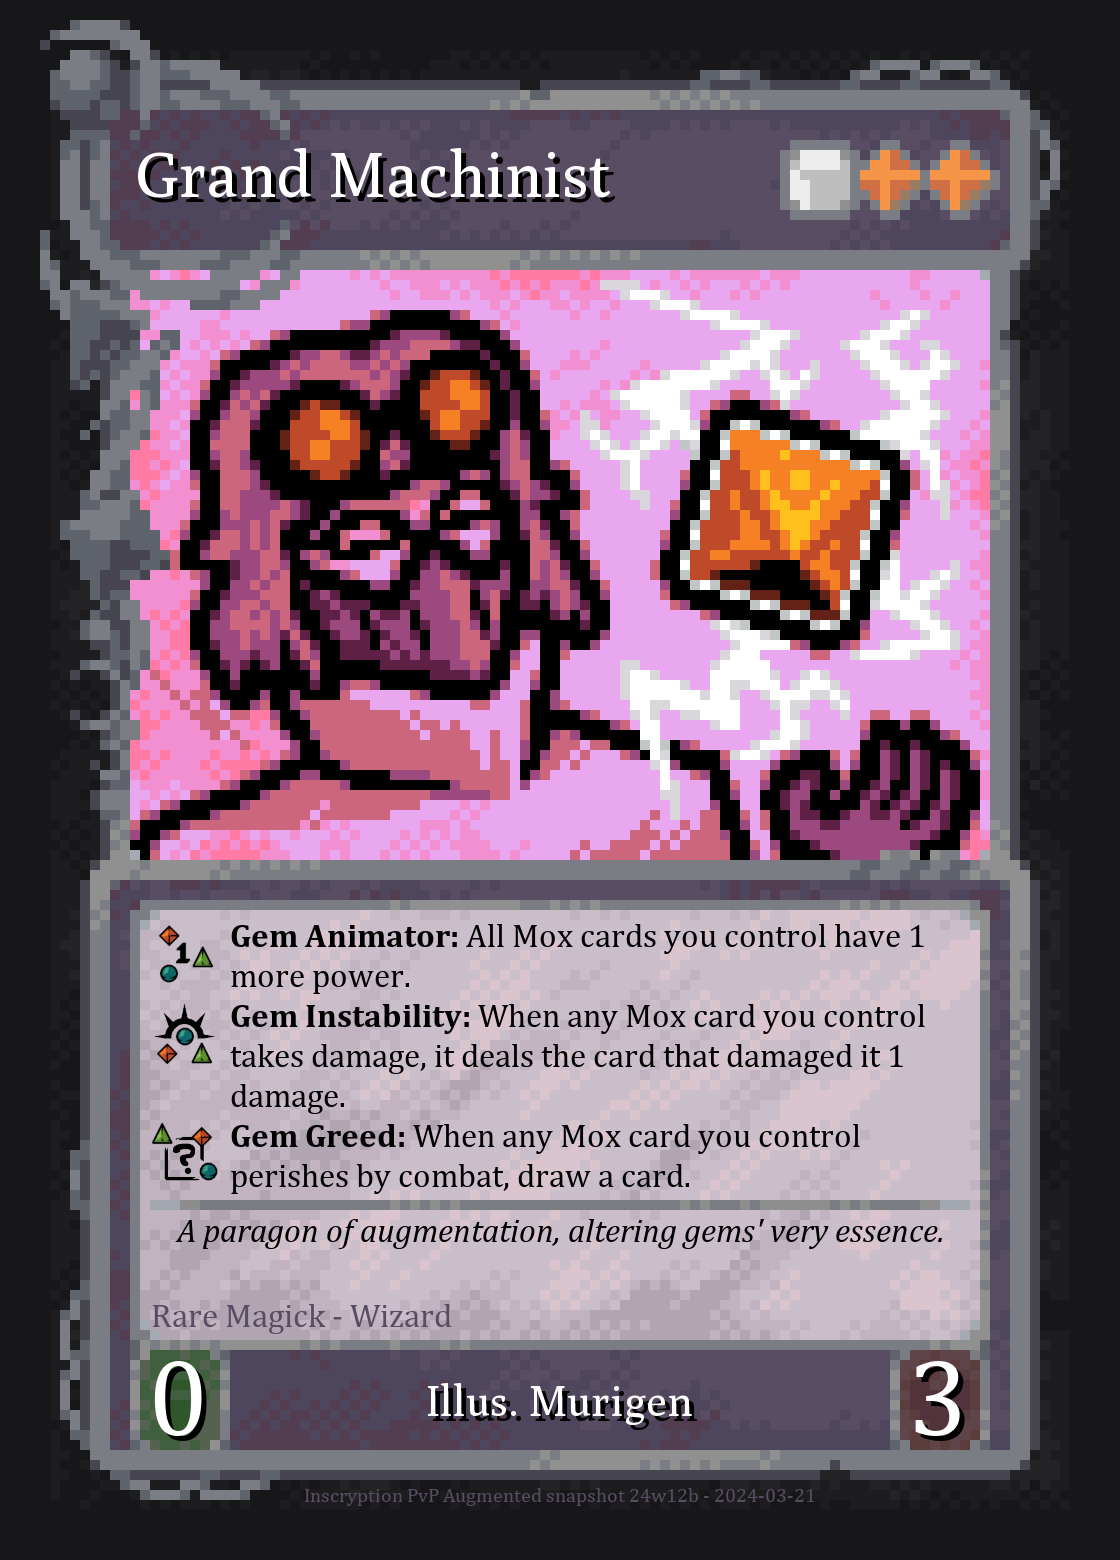 Grand Machinist
Gem Animator: All Mox cards you control have 1
more power.
Gem Instability: When any Mox card you control
takes damage, it deals the card that damaged it 1
damage.
Gem Greed: When any Mox card you control
perishes by combat, draw a card.
A paragon of augmentation, altering gems' very essence.
Rare Magick - Wizard
0
Illus. Murigen
3
Inscryption PvP Augmented snapshot 24w12b - 2024-03-21